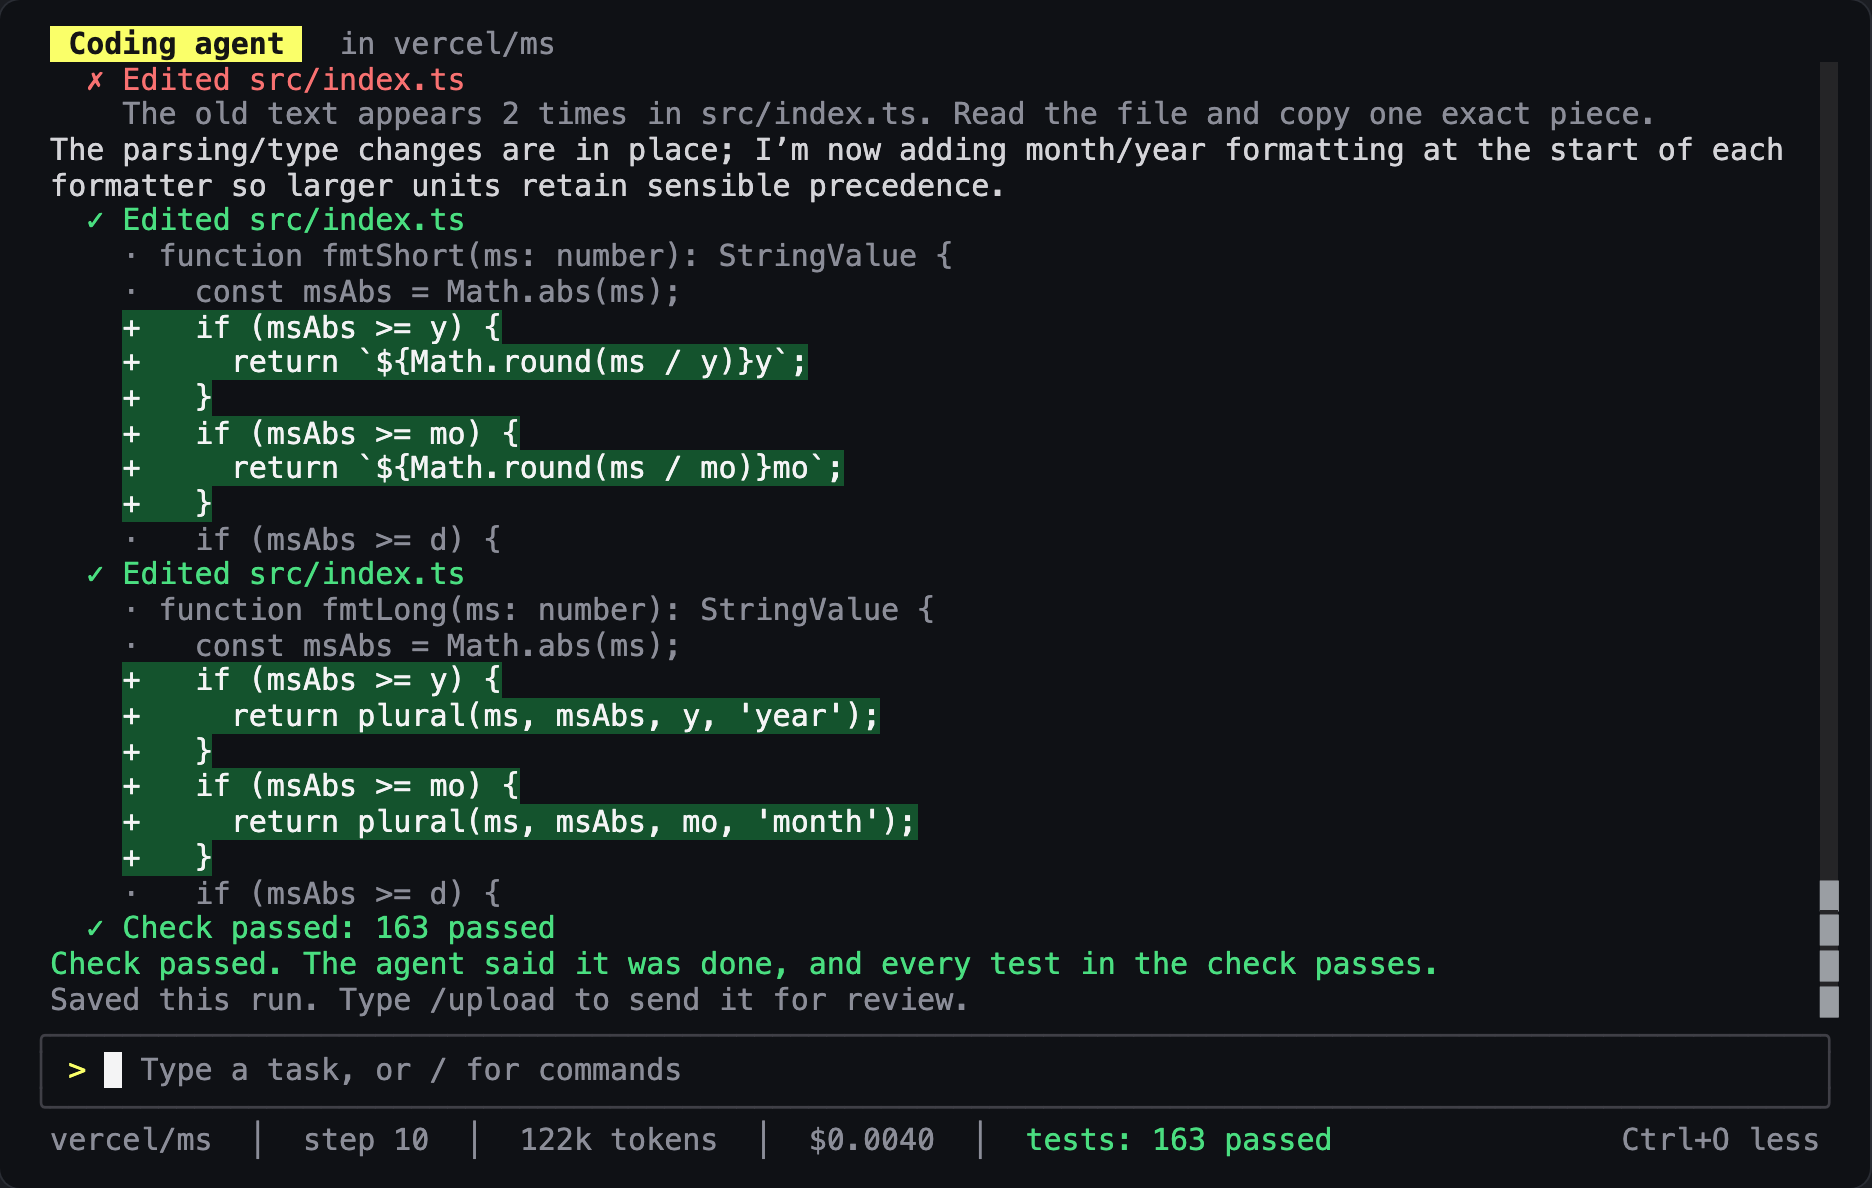 Coding agent in vercel/ms
✗ Edited src/index.ts
The old text appears 2 times in src/index.ts. Read the file and copy one exact piece.
The parsing/type changes are in place; I’m now adding month/year formatting at the start of each
formatter so larger units retain sensible precedence.
✓ Edited src/index.ts
· function fmtShort(ms: number): StringValue {
·   const msAbs = Math.abs(ms);
+   if (msAbs >= y) {
+     return `${Math.round(ms / y)}y`;
+   }
+   if (msAbs >= mo) {
+     return `${Math.round(ms / mo)}mo`;
+   }
·   if (msAbs >= d) {
✓ Edited src/index.ts
· function fmtLong(ms: number): StringValue {
·   const msAbs = Math.abs(ms);
+   if (msAbs >= y) {
+     return plural(ms, msAbs, y, 'year');
+   }
+   if (msAbs >= mo) {
+     return plural(ms, msAbs, mo, 'month');
+   }
·   if (msAbs >= d) {
✓ Check passed: 163 passed
Check passed. The agent said it was done, and every test in the check passes.
Saved this run. Type /upload to send it for review.
> Type a task, or / for commands
vercel/ms │ step 10 │ 122k tokens │ $0.0040 │ tests: 163 passed Ctrl+O less